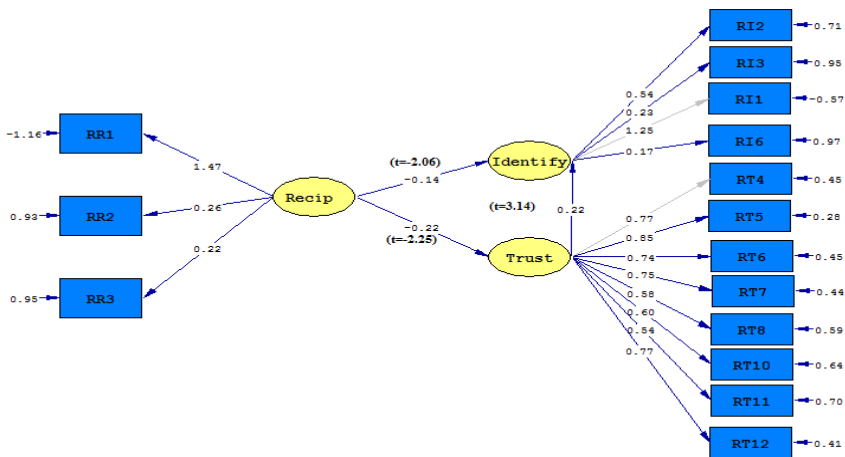 RI2
0.71
RI3
0.95
0.54
0.23
RI1
-0.57
1.25
-1.16
RR1
(t=-2.06)
Identify
0.17
RI6
0.97
1.47
-0.14
RT4
0.45
Recip
(t=3.14)
0.22
0.77
RT5
0.28
0.93
RR2
0.26
-0.22
0.85
(t=-2.25)
0.22
Trust
0.74
RT6
0.45
0.75
RT7
0.44
0.95
RR3
0.58
0.60
RT8
0.59
0.54
0.77
RT10
0.64
RT11
0.70
RT12
0.41